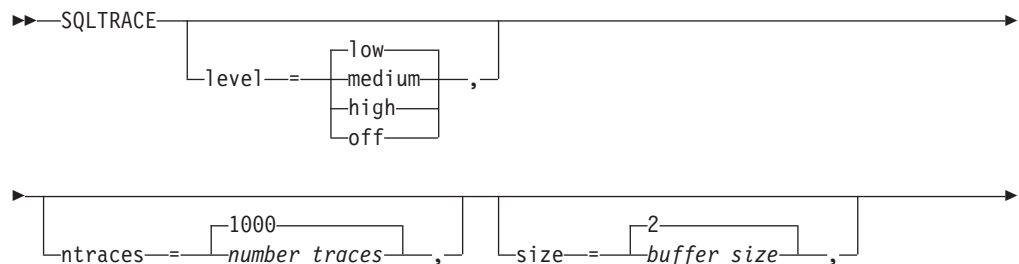 SQLTRACE
low
level = medium ,
high
off
1000
ntraces = number traces ,
2
size = buffer size ,